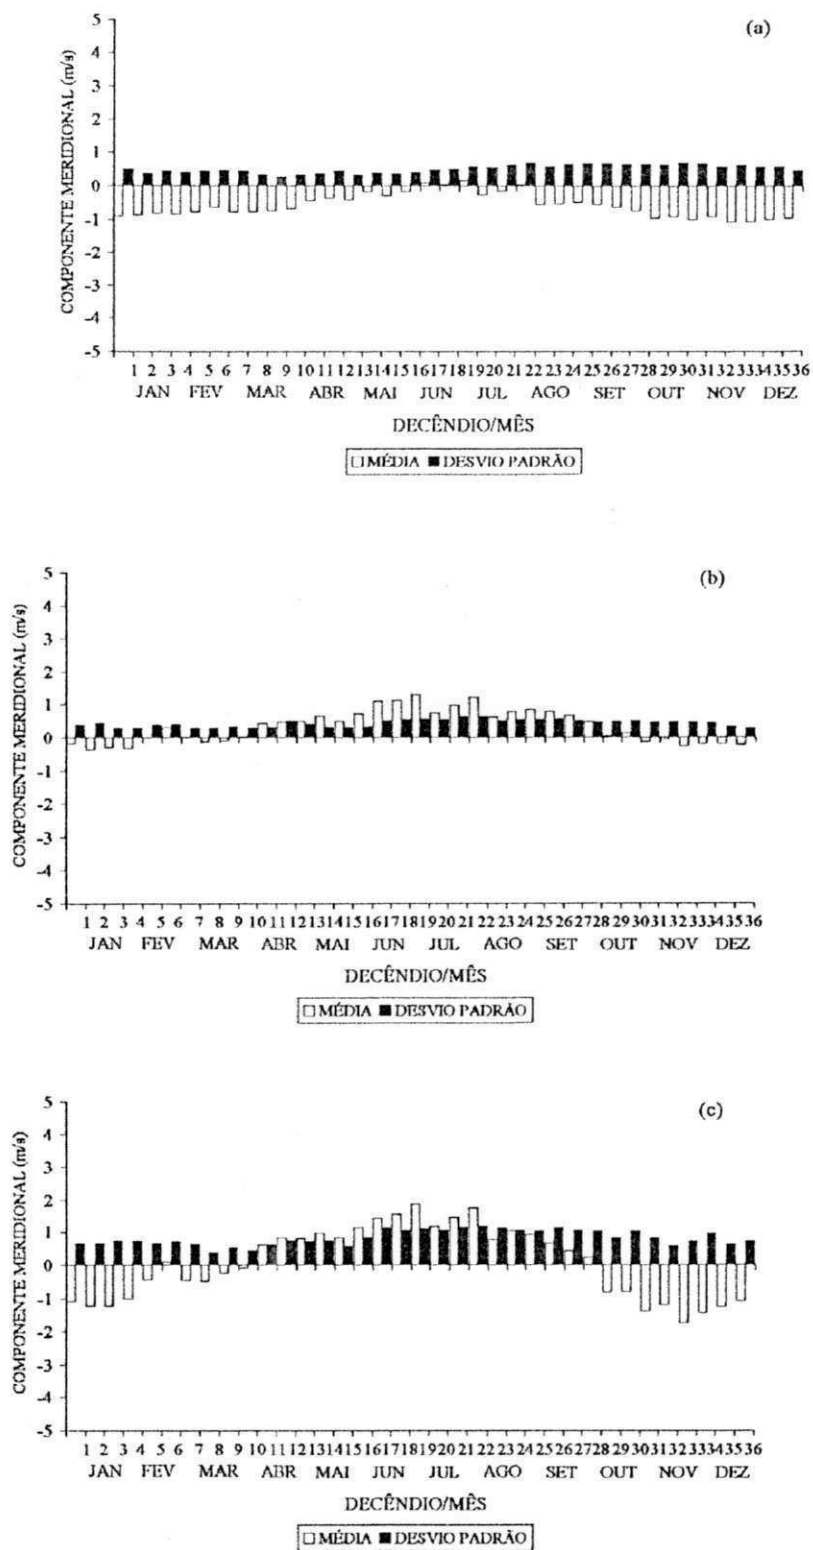 (a)
COMPONENTE MERIDIONAL (m/s)
5
4
3
2
1
0
-1
-2
-3
-4
-5
1 2 3 4 5 6 7 8 9 10 11 12 13 14 15 16 17 18 19 20 21 22 23 24 25 26 27 28 29 30 31 32 33 34 35 36
JAN FEV MAR ABR MAI JUN JUL AGO SET OUT NOV DEZ
DECÊNDIO/MÊS
MÉDIA DESVIO PADRÃO
(b)
COMPONENTE MERIDIONAL (m/s)
5
4
3
2
1
0
-1
-2
-3
-4
-5
1 2 3 4 5 6 7 8 9 10 11 12 13 14 15 16 17 18 19 20 21 22 23 24 25 26 27 28 29 30 31 32 33 34 35 36
JAN FEV MAR ABR MAI JUN JUL AGO SET OUT NOV DEZ
DECÊNDIO/MÊS
MÉDIA DESVIO PADRÃO
(c)
COMPONENTE MERIDIONAL (m/s)
5
4
3
2
1
0
-1
-2
-3
-4
-5
1 2 3 4 5 6 7 8 9 10 11 12 13 14 15 16 17 18 19 20 21 22 23 24 25 26 27 28 29 30 31 32 33 34 35 36
JAN FEV MAR ABR MAI JUN JUL AGO SET OUT NOV DEZ
DECÊNDIO/MÊS
MÉDIA DESVIO PADRÃO